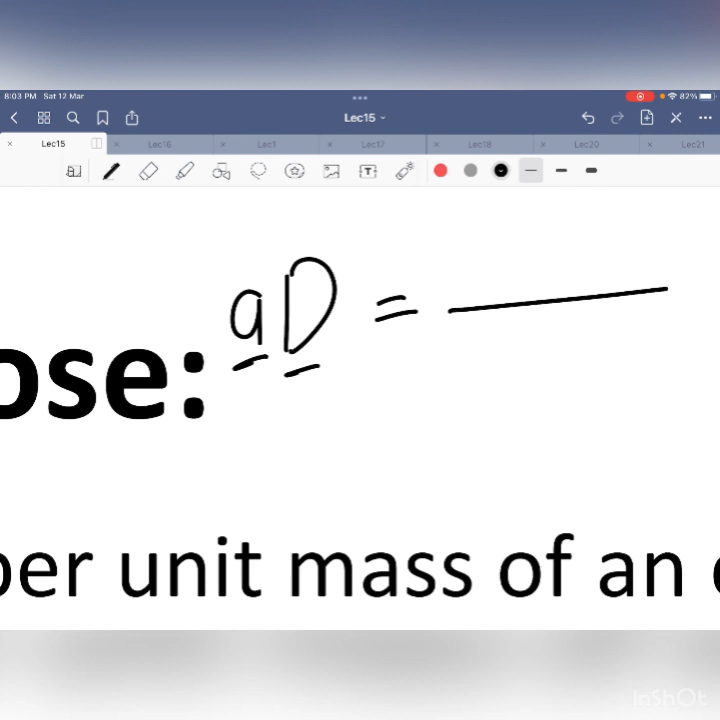 8:03 PM Sat 12 Mar
82%
Lec15
Lec15 Lec16 Lec1 Lec17 Lec18 Lec20 Lec21
aD =
ose:
per unit mass of an
InShOt